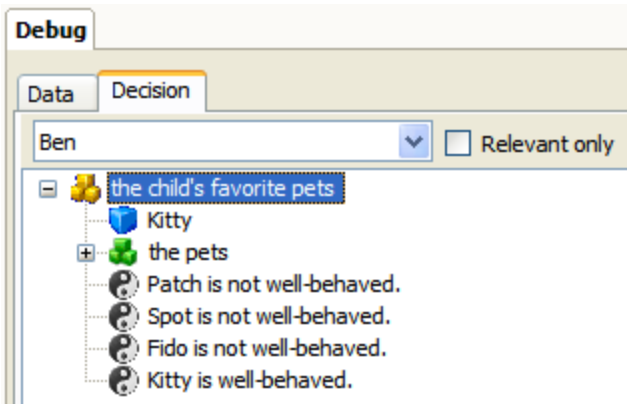 Debug
Data Decision
Ben Relevant only
the child's favorite pets
Kitty
the pets
Patch is not well-behaved.
Spot is not well-behaved.
Fido is not well-behaved.
Kitty is well-behaved.